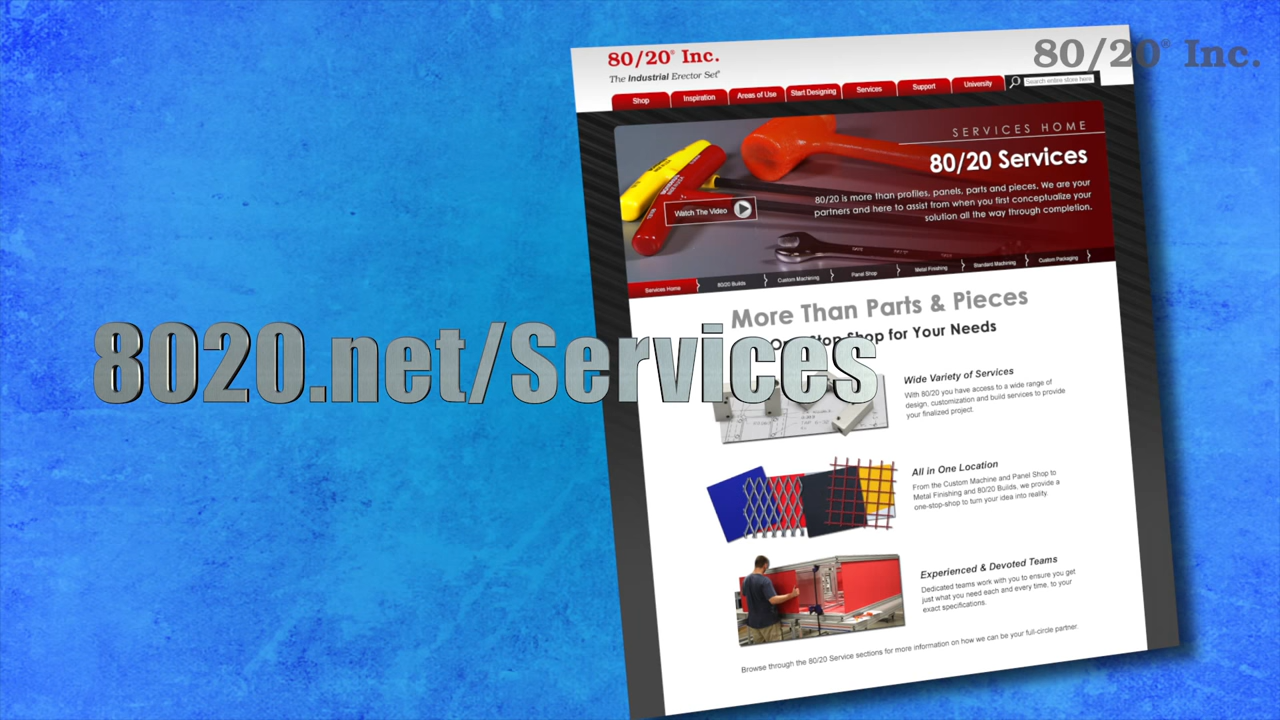 80/20® Inc.
80/20® Inc.
The Industrial Erector Set®
Shop
Inspiration
Areas of Use
Start Designing
Services
Support
University
Search entire store here
SERVICES HOME
80/20 Services
80/20 is more than profiles, panels, parts and pieces. We are your
partners and here to assist from when you first conceptualize your
solution all the way through completion.
Watch The Video
Services Home
80/20 Builds
Custom Machining
Panel Shop
Metal Finishing
Standard Machining
Custom Packaging
More Than Parts & Pieces
Stop Shop for Your Needs
8020.net/Services
Wide Variety of Services
With 80/20 you have access to a wide range of
design, customization and build services to provide
your finalized project.
All in One Location
From the Custom Machine and Panel Shop to
Metal Finishing and 80/20 Builds, we provide a
one-stop-shop to turn your idea into reality.
Experienced & Devoted Teams
Dedicated teams work with you to ensure you get
just what you need each and every time, to your
exact specifications.
Browse through the 80/20 Service sections for more information on how we can be your full-circle partner.